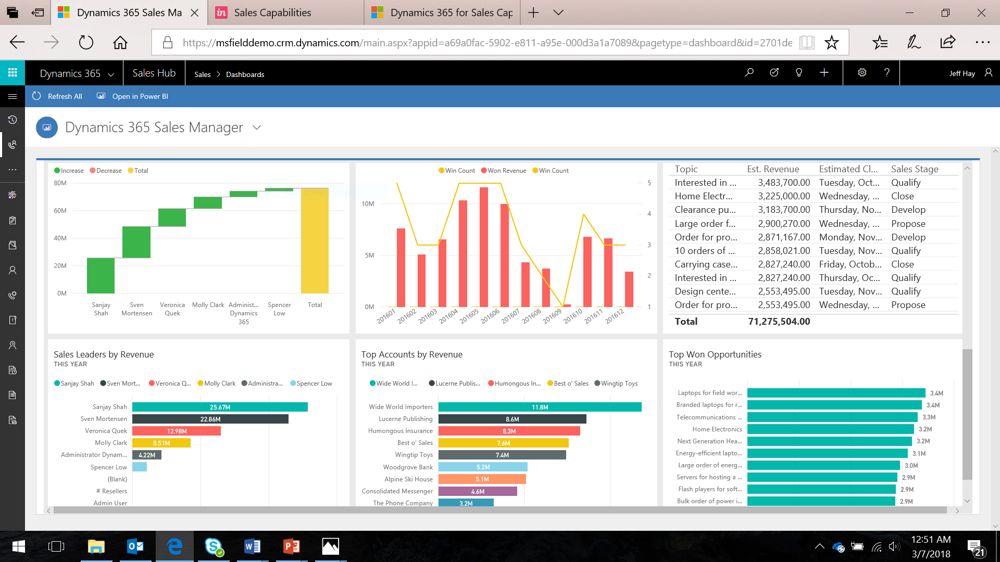 Dynamics 365 Sales Ma
Sales Capabilities
Dynamics 365 for Sales Cap
https://msfielddemo.crm.dynamics.com/main.aspx?appid=a69a0fac-5902-e811-a95e-000d3a1a7089&pagetype=dashboard&id=2701de
Dynamics 365
Sales Hub
Sales > Dashboards
Jeff Hay
Refresh All
Open in Power BI
Dynamics 365 Sales Manager
Increase Decrease Total
80M
60M
40M
20M
0M
Sanjay Shah
Sven Mortensen
Veronica Quek
Molly Clark
Administ... Dynamics 365
Spencer Low
Total
Win Count Won Revenue Win Count
10M
5M
0M
5
4
3
2
1
201601 201602 201603 201604 201605 201606 201607 201608 201609 201610 201611 201612
Topic Est. Revenue Estimated Cl... Sales Stage
Interested in ... 3,483,700.00 Tuesday, Oct... Qualify
Home Electr... 3,225,000.00 Wednesday, ... Close
Clearance pu... 3,183,700.00 Thursday, No... Develop
Large order f... 2,900,270.00 Wednesday, ... Propose
Order for pro... 2,871,167.00 Monday, Nov... Develop
10 orders of ... 2,858,021.00 Tuesday, Nov... Qualify
Carrying case... 2,827,240.00 Friday, Octob... Close
Interested in ... 2,827,240.00 Thursday, Oc... Qualify
Design cente... 2,553,495.00 Tuesday, Nov... Qualify
Order for pro... 2,553,495.00 Wednesday, ... Propose
Total 71,275,504.00
Sales Leaders by Revenue
THIS YEAR
Sanjay Shah Sven Mort... Veronica Q... Molly Clark Administra... Spencer Low
Sanjay Shah 25.67M
Sven Mortensen 22.86M
Veronica Quek 12.98M
Molly Clark 8.51M
Administrator Dynam... 4.22M
Spencer Low
(Blank)
# Resellers
Admin User
Top Accounts by Revenue
THIS YEAR
Wide World I... Lucerne Publis... Humongous In... Best o' Sales Wingtip Toys
Wide World Importers 11.8M
Lucerne Publishing 8.6M
Humongous Insurance 8.3M
Best o' Sales 7.6M
Wingtip Toys 7.4M
Woodgrove Bank 5.2M
Alpine Ski House 5.1M
Consolidated Messenger 4.6M
The Phone Company 3.2M
Top Won Opportunities
THIS YEAR
Laptops for field wor... 3.4M
Branded laptops for r... 3.4M
Telecommunications ... 3.3M
Home Electronics 3.2M
Next Generation Hea... 3.2M
Energy-efficient lapto... 3.1M
Large order of energ... 3.0M
Servers for hosting a ... 2.9M
Flash players for soft... 2.9M
Bulk order of power i... 2.9M
12:51 AM
3/7/2018
21